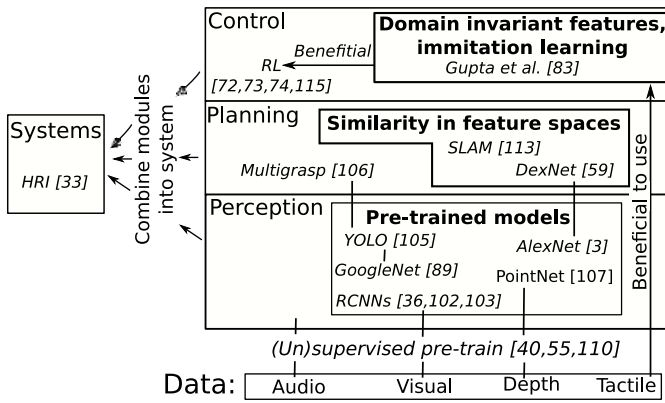 Control
Domain invariant features,
immitation learning
Gupta et al. [83]
Benefitial
RL
[72,73,74,115]
Planning
Similarity in feature spaces
SLAM [113]
Multigrasp [106]
DexNet [59]
Systems
HRI [33]
Combine modules
into system
Perception
Pre-trained models
YOLO [105]
AlexNet [3]
GoogleNet [89]
PointNet [107]
RCNNs [36,102,103]
Beneficial to use
(Un)supervised pre-train [40,55,110]
Data:
Audio
Visual
Depth
Tactile